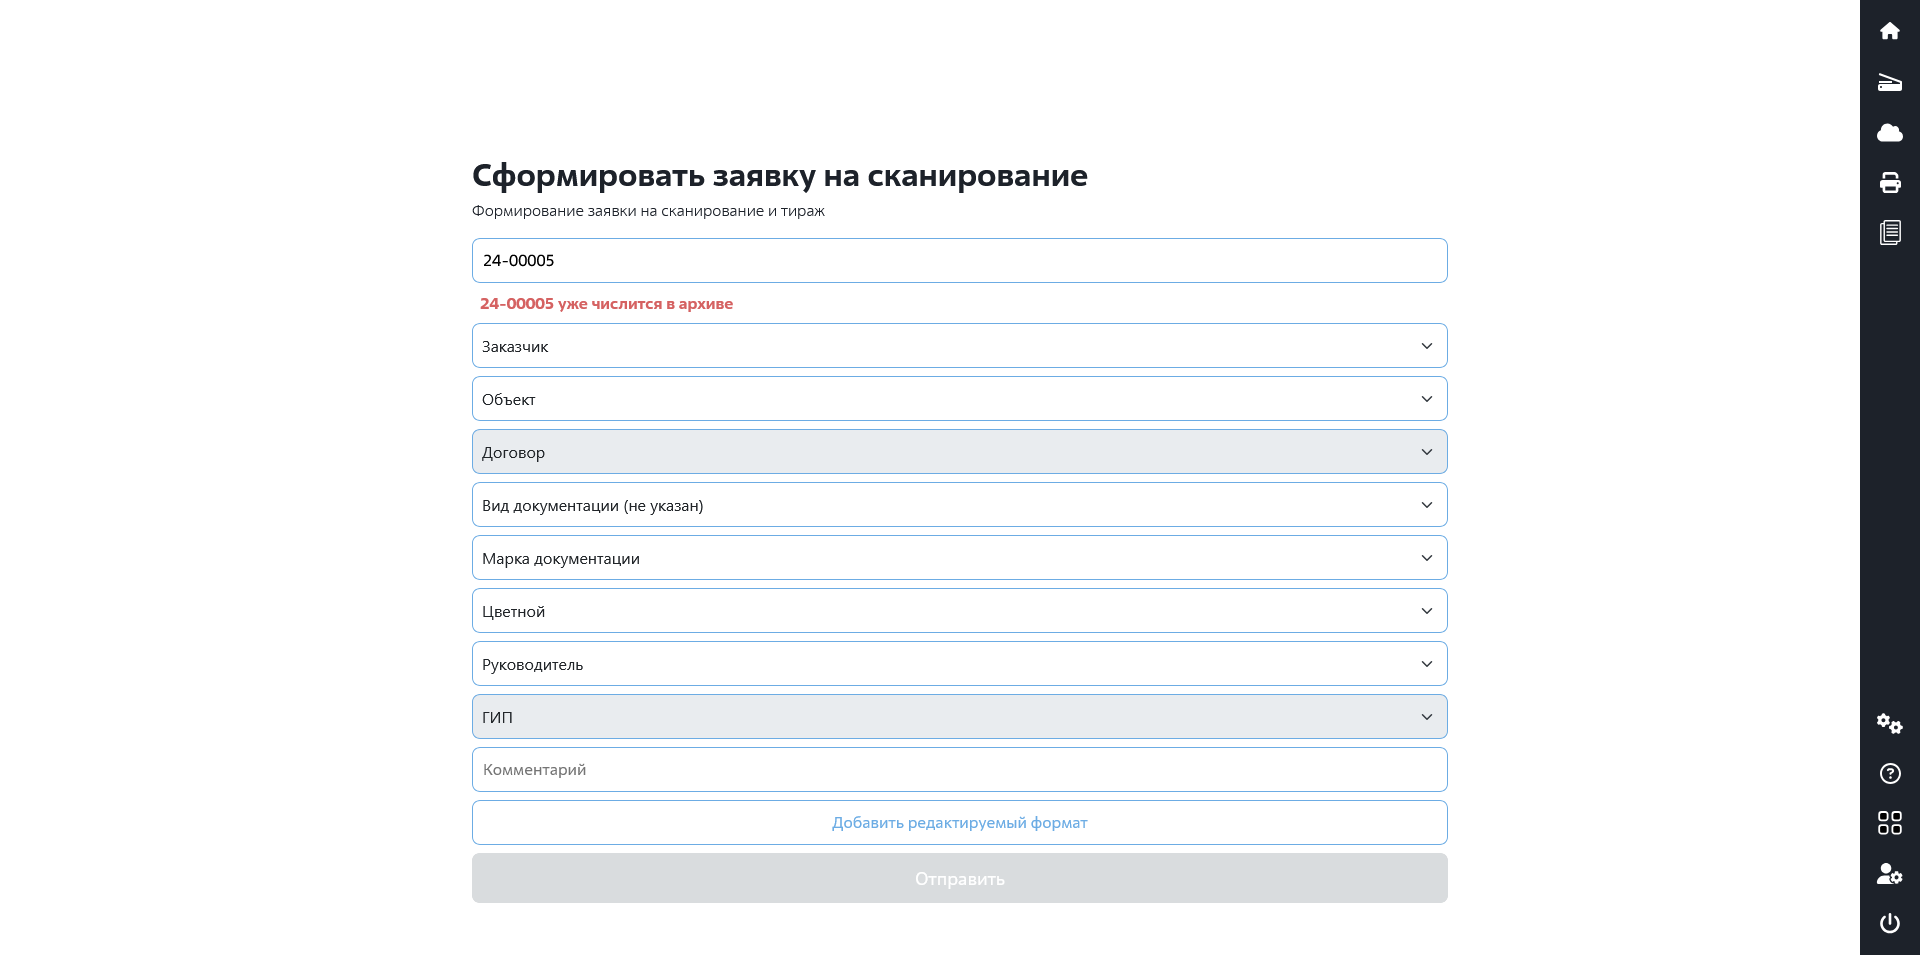 Сформировать заявку на сканирование
Формирование заявки на сканирование и тираж
24-00005
24-00005 уже числится в архиве
Заказчик
Объект
Договор
Вид документации (не указан)
Марка документации
Цветной
Руководитель
ГИП
Комментарий
Добавить редактируемый формат
Отправить